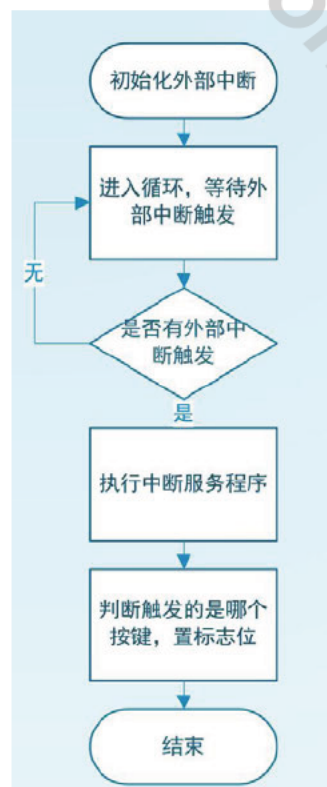 初始化外部中断
进入循环，等待外
部中断触发
无
是否有外部中
断触发
是
执行中断服务程序
判断触发的是哪个
按键，置标志位
结束